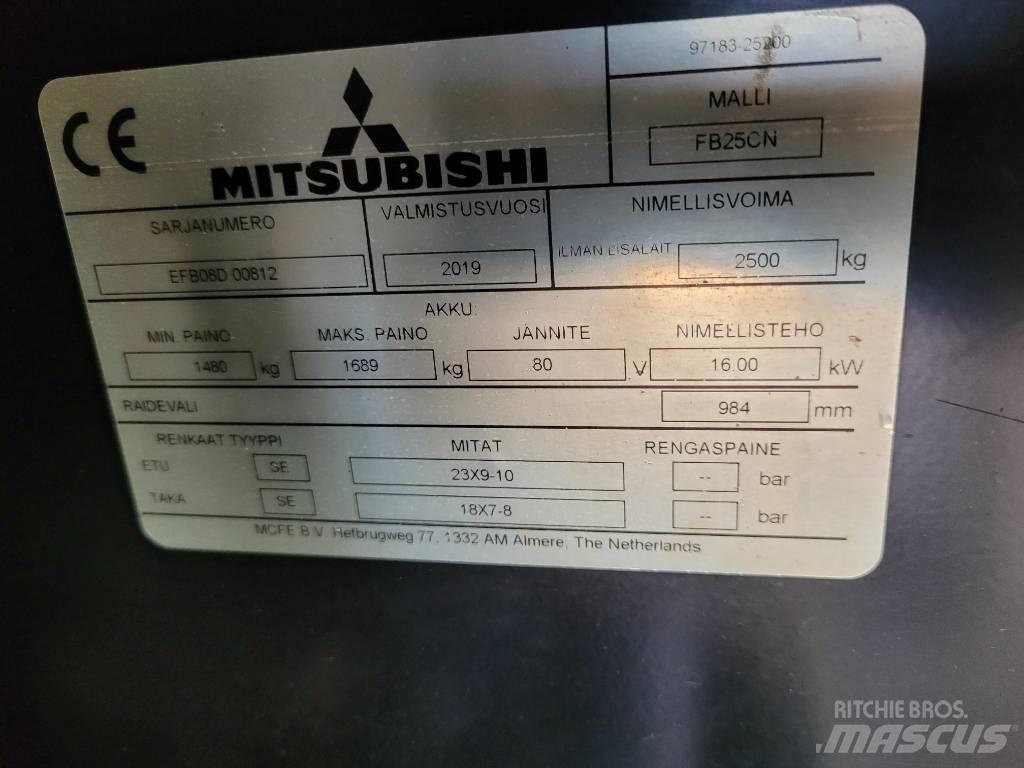 97183-25200
CE
MALLI
FB25CN
MITSUBISHI
SARJANUMERO
VALMISTUSVUOSI
NIMELLISVOIMA
EFB08D 00812
2019
ILMAN LISALAIT
2500 kg
AKKU
MIN. PAINO MAKS. PAINO JANNITE NIMELLISTEHO
1480 kg 1689 kg 80 V 16.00 kW
RAIDEVALI 984 mm
RENKAAT TYYPPI MITAT RENGASPAINE
ETU SE 23X9-10 -- bar
TAKA SE 18X7-8 -- bar
MCFE B.V. Hefbrugweg 77, 1332 AM Almere, The Netherlands
RITCHIE BROS.
MASCUS